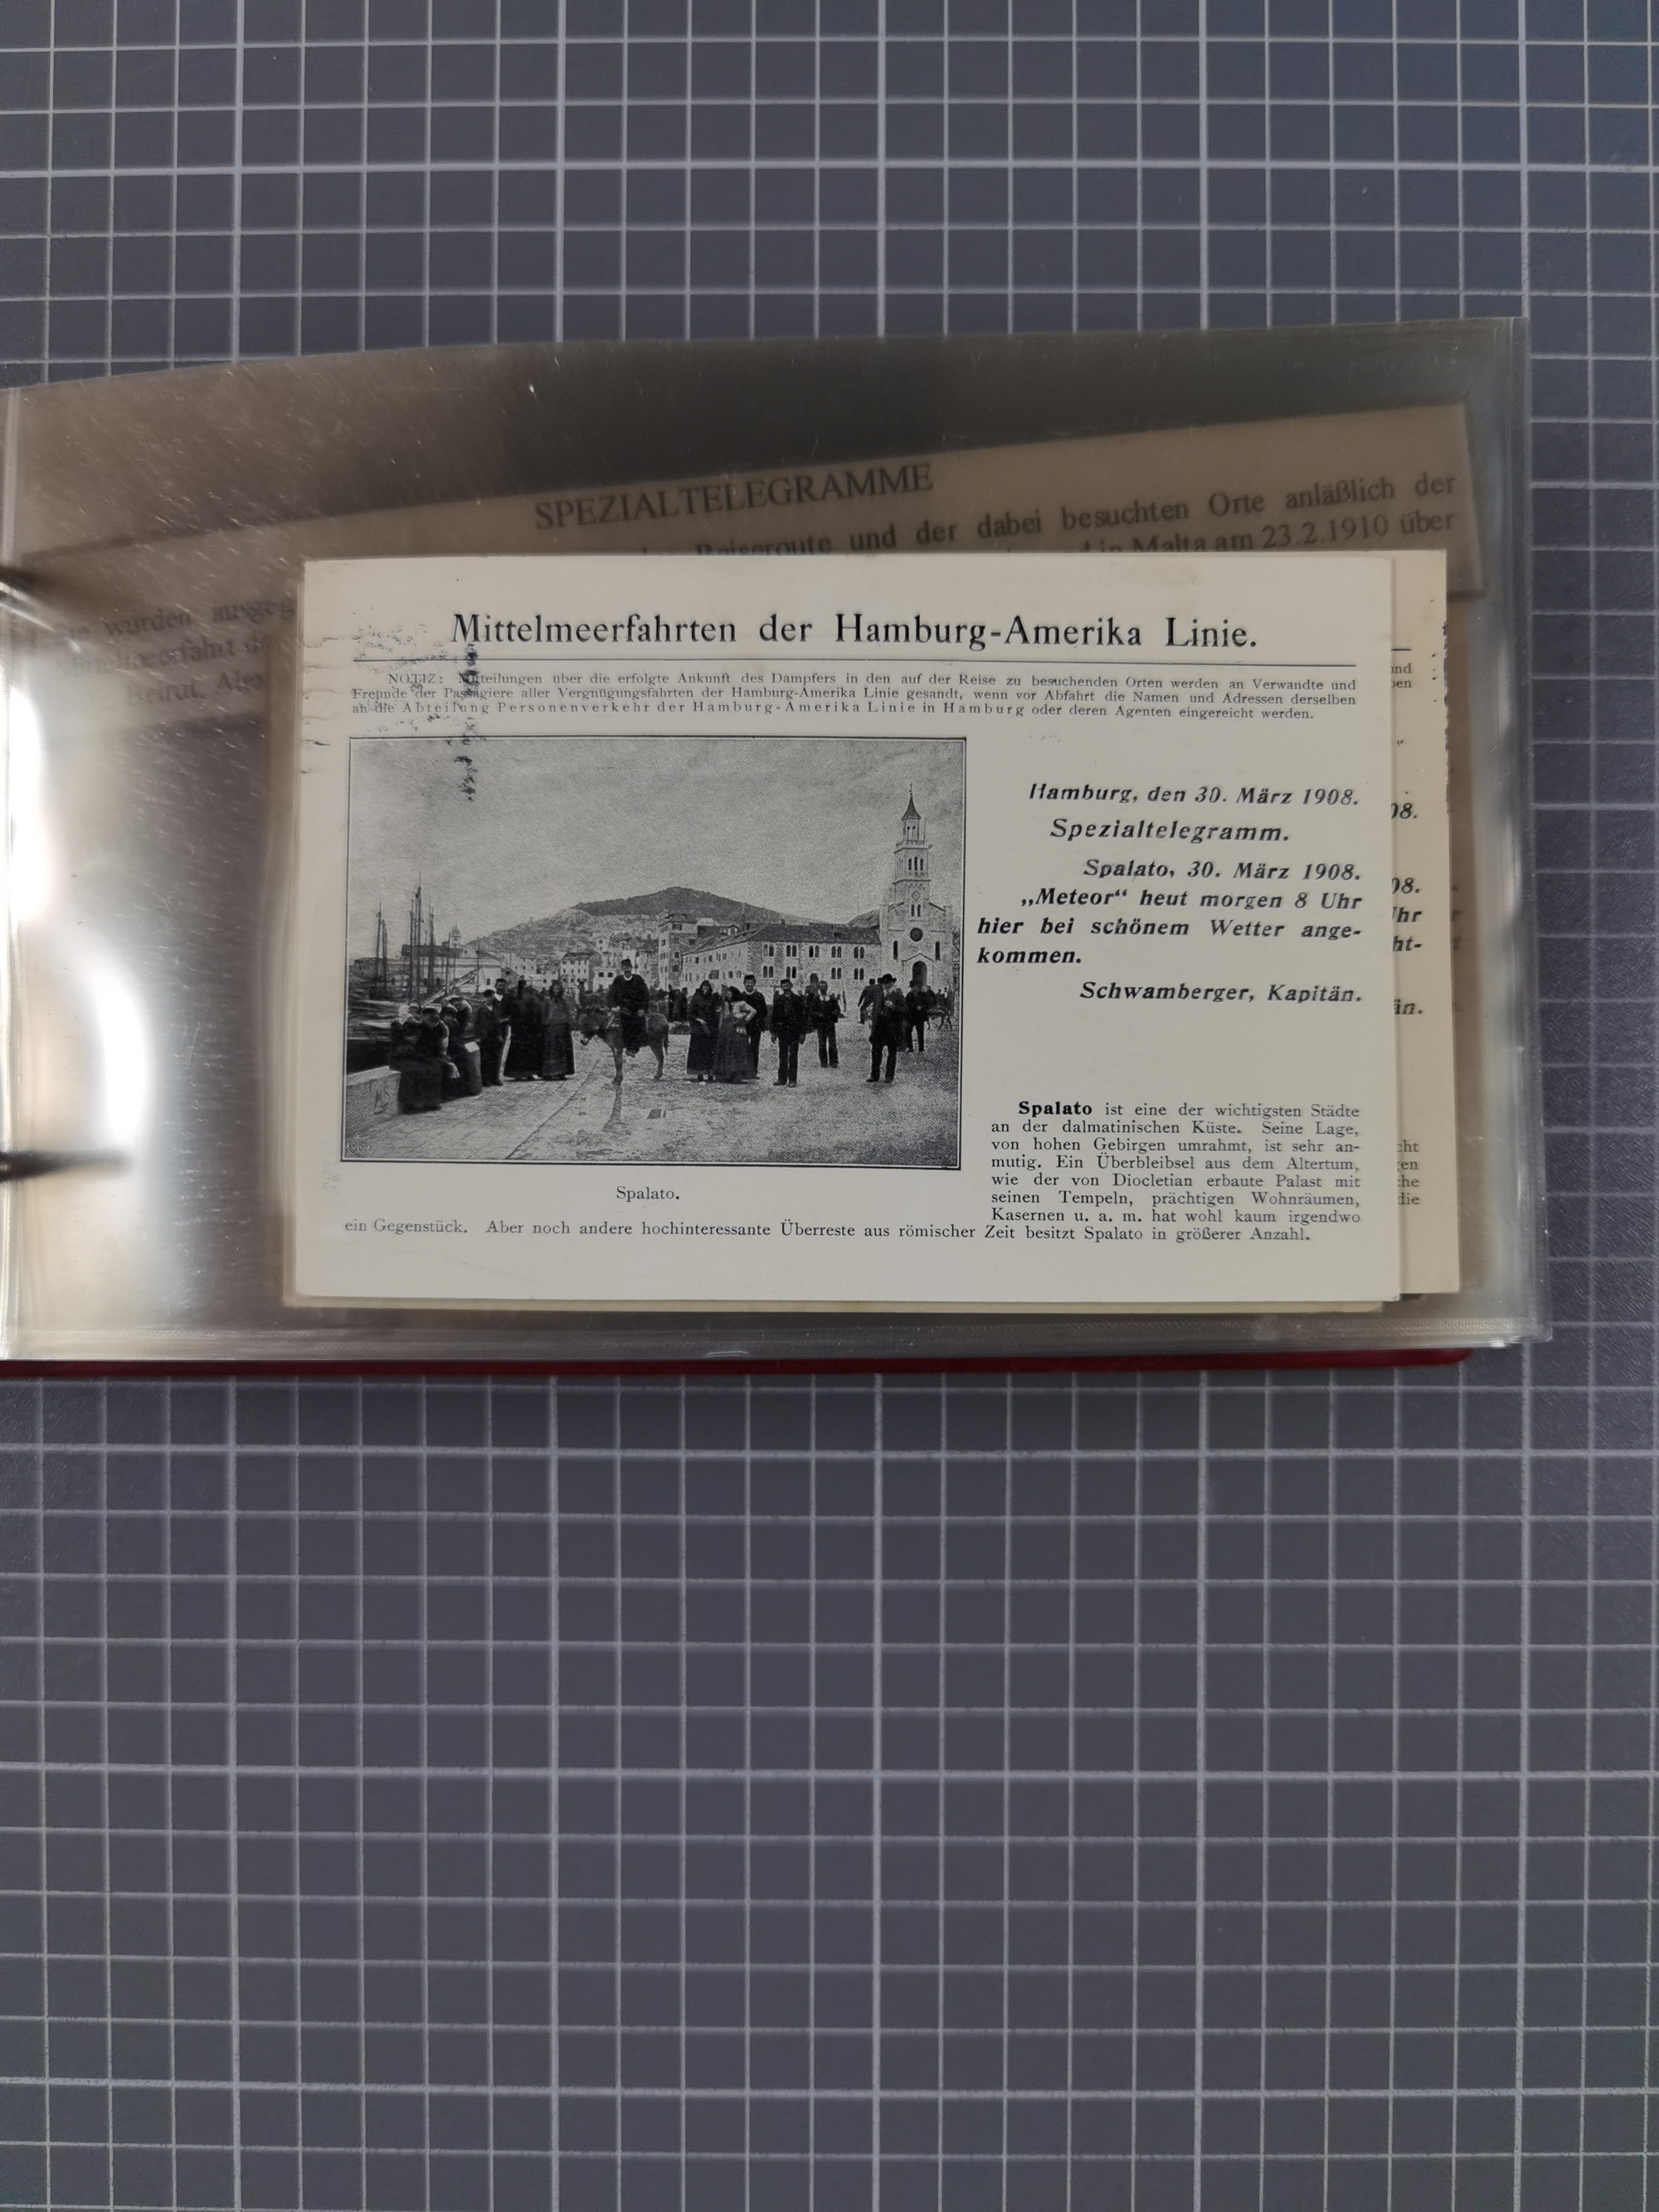 SPEZIALTELEGRAMME
Reiseroute und der dabei besuchten Orte anläßlich der
in Malta am 23.2.1910 über
wurden
Mittelmeerfahrt
Beirut,
Mittelmeerfahrten der Hamburg-Amerika Linie.
NOTIZ: Mitteilungen über die erfolgte Ankunft des Dampfers in den auf der Reise zu besuchenden Orten werden an Verwandte und
Freunde der Passagiere aller Vergnügungsfahrten der Hamburg-Amerika Linie gesandt, wenn vor Abfahrt die Namen und Adressen derselben
an die Abteilung Personenverkehr der Hamburg-Amerika Linie in Hamburg oder deren Agenten eingereicht werden.
Hamburg, den 30. März 1908.
Spezialtelegramm.
Spalato, 30. März 1908.
„Meteor“ heut morgen 8 Uhr
hier bei schönem Wetter ange-
kommen.
Schwamberger, Kapitän.
Spalato ist eine der wichtigsten Städte
an der dalmatinischen Küste. Seine Lage,
von hohen Gebirgen umrahmt, ist sehr an-
mutig. Ein Überbleibsel aus dem Altertum,
wie der von Diocletian erbaute Palast mit
seinen Tempeln, prächtigen Wohnräumen,
Kasernen u. a. m. hat wohl kaum irgendwo
ein Gegenstück. Aber noch andere hochinteressante Überreste aus römischer Zeit besitzt Spalato in größerer Anzahl.
Spalato.